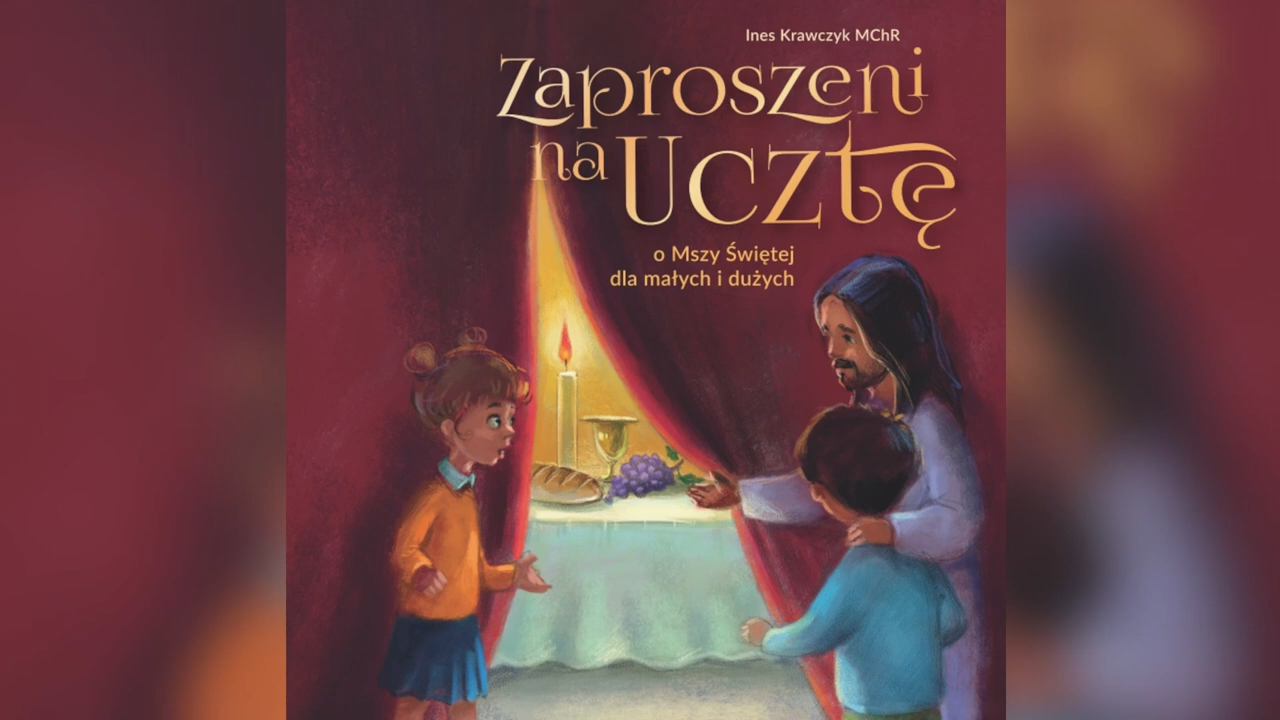 Ines Krawczyk MChR
Zaproszeni
na Ucztę
o Mszy Świętej
dla małych i dużych